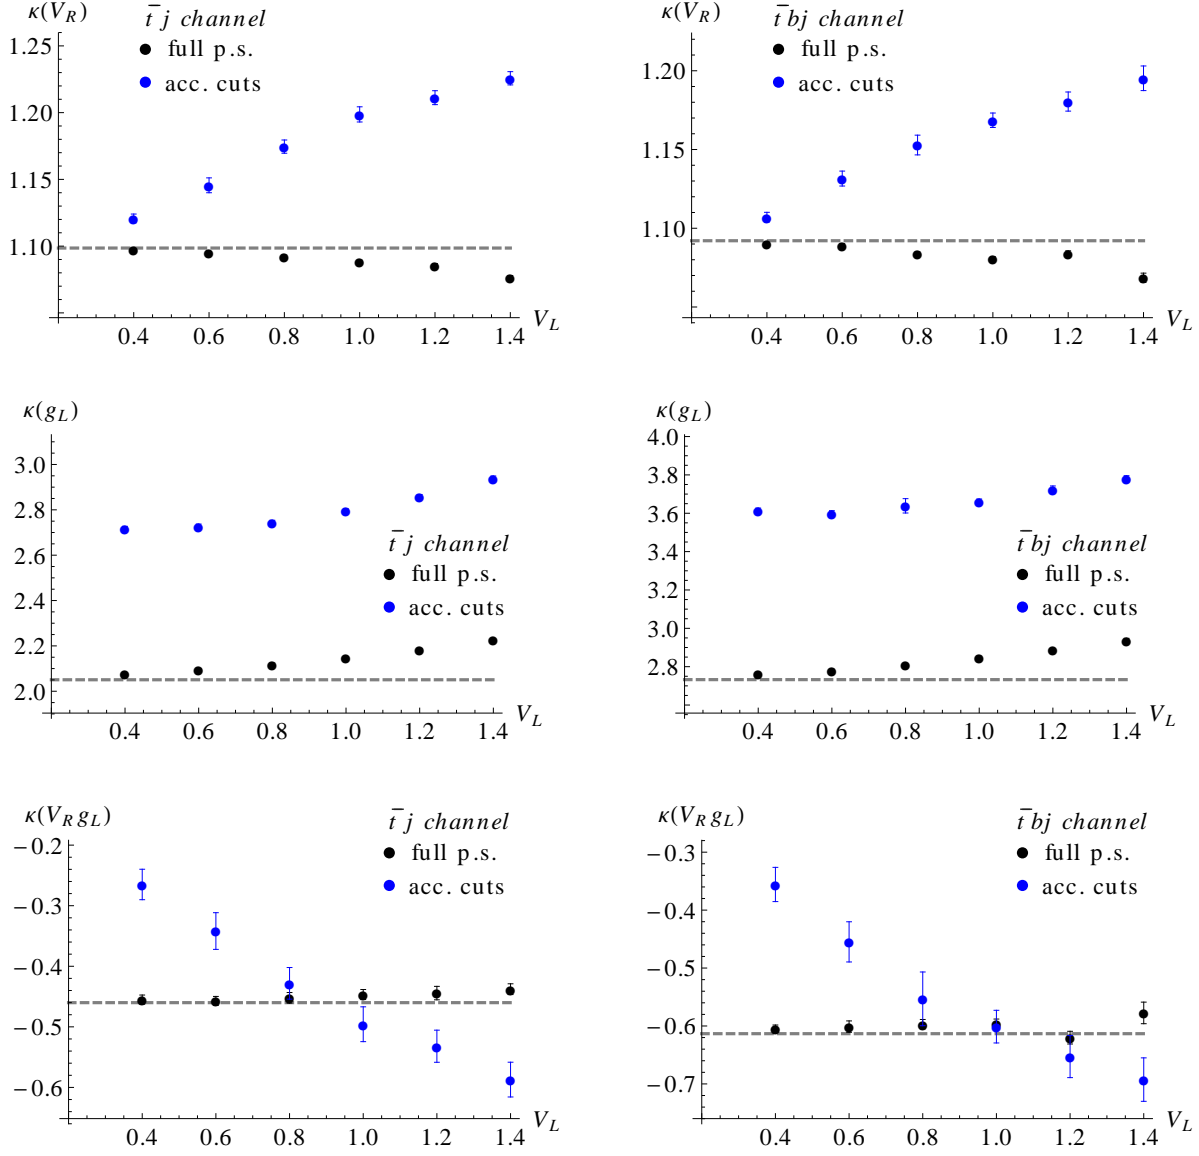 κ(V_R)
t̄ j channel
full p.s.
acc. cuts
1.25
1.20
1.15
1.10
0.4 0.6 0.8 1.0 1.2 1.4 V_L
κ(V_R)
t̄ bj channel
full p.s.
acc. cuts
1.20
1.15
1.10
0.4 0.6 0.8 1.0 1.2 1.4 V_L
κ(g_L)
3.0
2.8
2.6
2.4
2.2
2.0
t̄ j channel
full p.s.
acc. cuts
0.4 0.6 0.8 1.0 1.2 1.4 V_L
κ(g_L)
4.0
3.8
3.6
3.4
3.2
3.0
2.8
t̄ bj channel
full p.s.
acc. cuts
0.4 0.6 0.8 1.0 1.2 1.4 V_L
κ(V_R g_L)
t̄ j channel
full p.s.
acc. cuts
−0.2
−0.3
−0.4
−0.5
−0.6
0.4 0.6 0.8 1.0 1.2 1.4 V_L
κ(V_R g_L)
t̄ bj channel
full p.s.
acc. cuts
−0.3
−0.4
−0.5
−0.6
−0.7
0.4 0.6 0.8 1.0 1.2 1.4 V_L